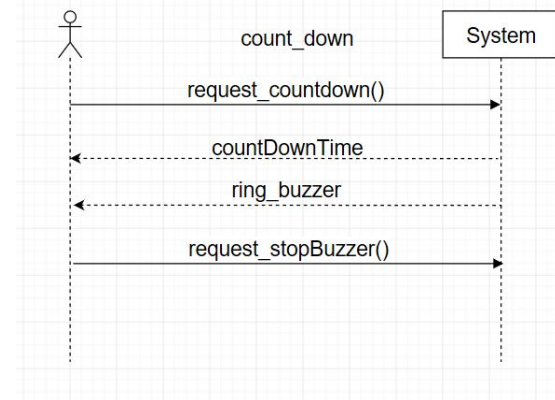 count_down
System
request_countdown()
countDownTime
ring_buzzer
request_stopBuzzer()